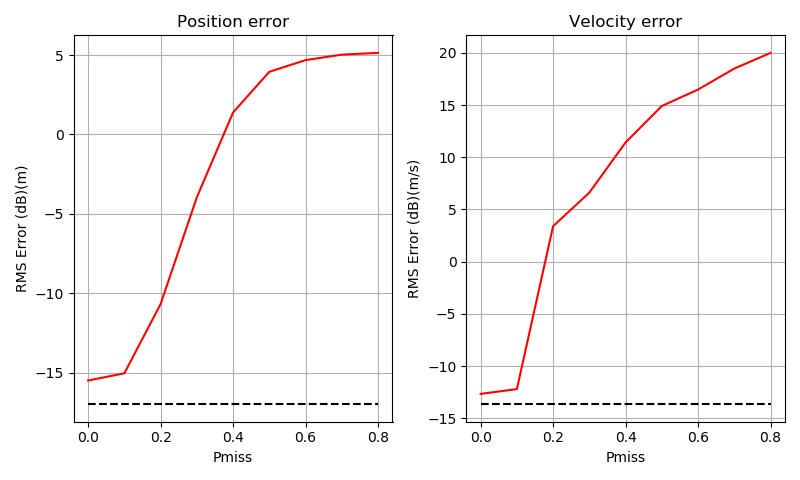 Position error
RMS Error (dB)(m)
5
0
−5
−10
−15
0.0 0.2 0.4 0.6 0.8
Pmiss
Velocity error
RMS Error (dB)(m/s)
20
15
10
5
0
−5
−10
−15
0.0 0.2 0.4 0.6 0.8
Pmiss